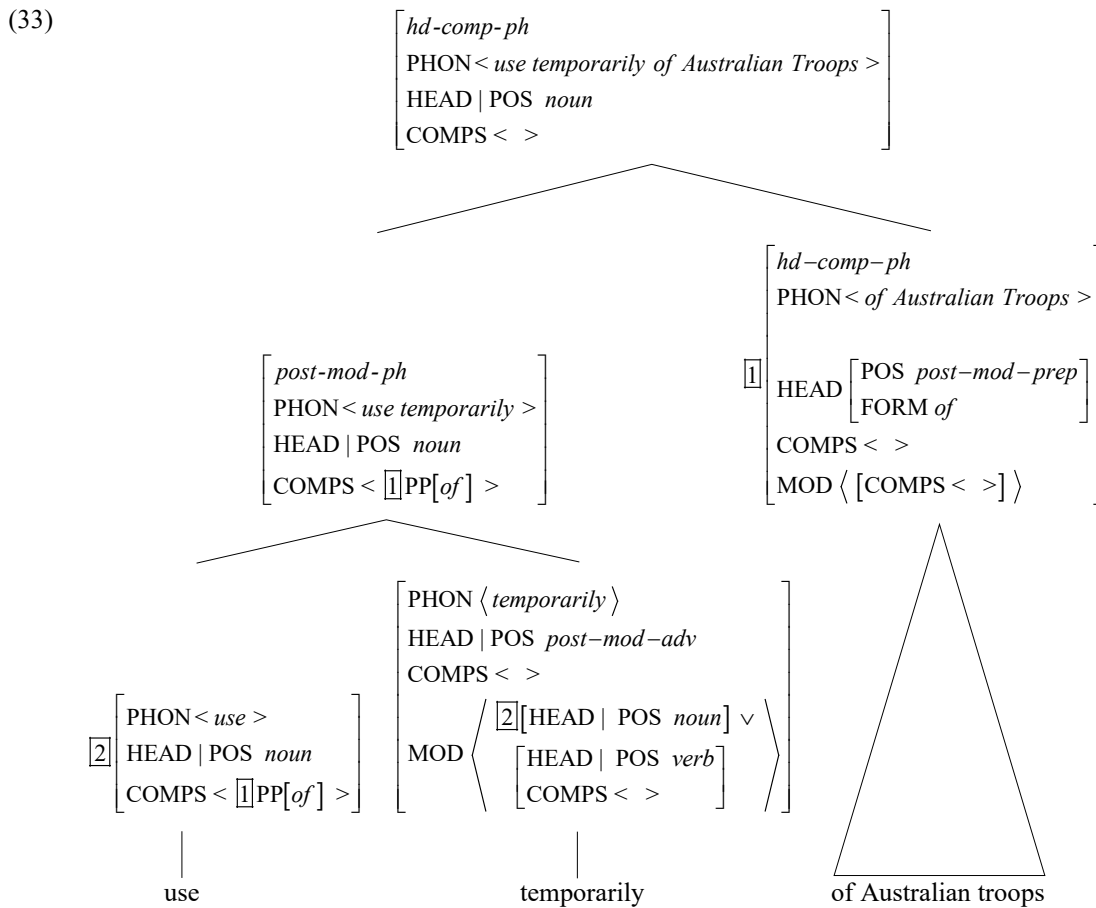 (33)
hd-comp-ph
PHON < use temporarily of Australian Troops >
HEAD | POS noun
COMPS < >
hd-comp-ph
PHON < of Australian Troops >
1
HEAD [POS post-mod-prep
FORM of]
COMPS < >
MOD ⟨ [COMPS < >] ⟩
post-mod-ph
PHON < use temporarily >
HEAD | POS noun
COMPS < 1 PP[of] >
2
PHON < use >
HEAD | POS noun
COMPS < 1 PP[of] >
PHON ⟨ temporarily ⟩
HEAD | POS post-mod-adv
COMPS < >
MOD ⟨ 2 [HEAD | POS noun] ∨
[HEAD | POS verb
COMPS < >] ⟩
use
temporarily
of Australian troops